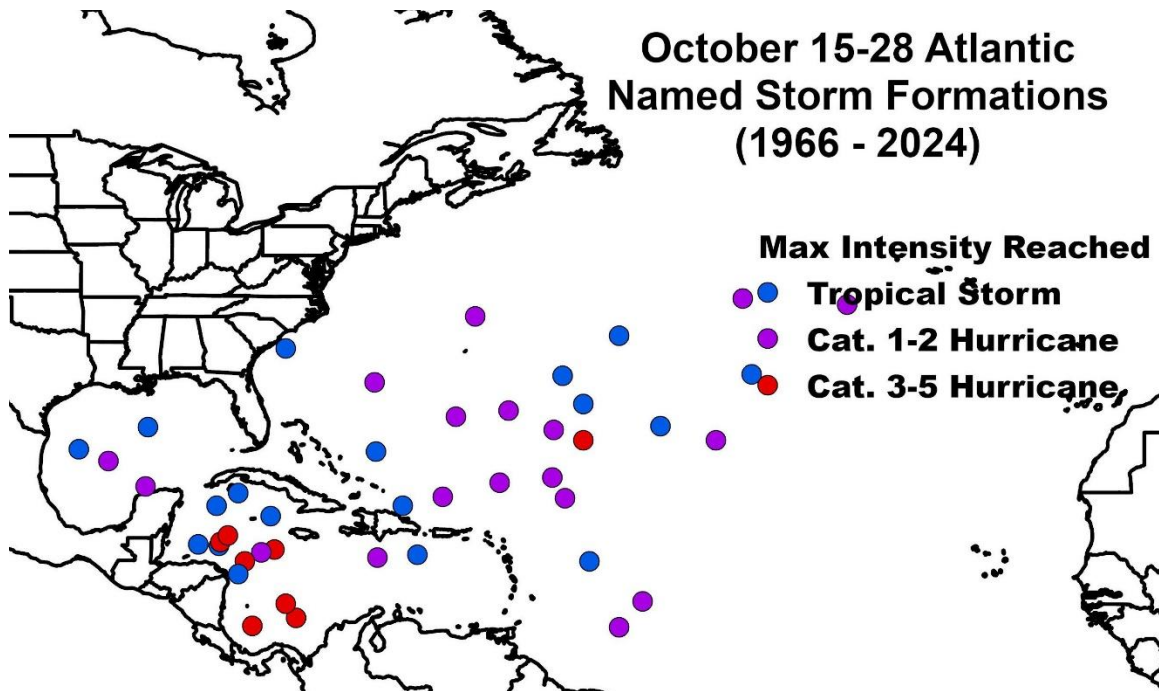 October 15-28 Atlantic
Named Storm Formations
(1966 - 2024)
Max Intensity Reached
Tropical Storm
Cat. 1-2 Hurricane
Cat. 3-5 Hurricane